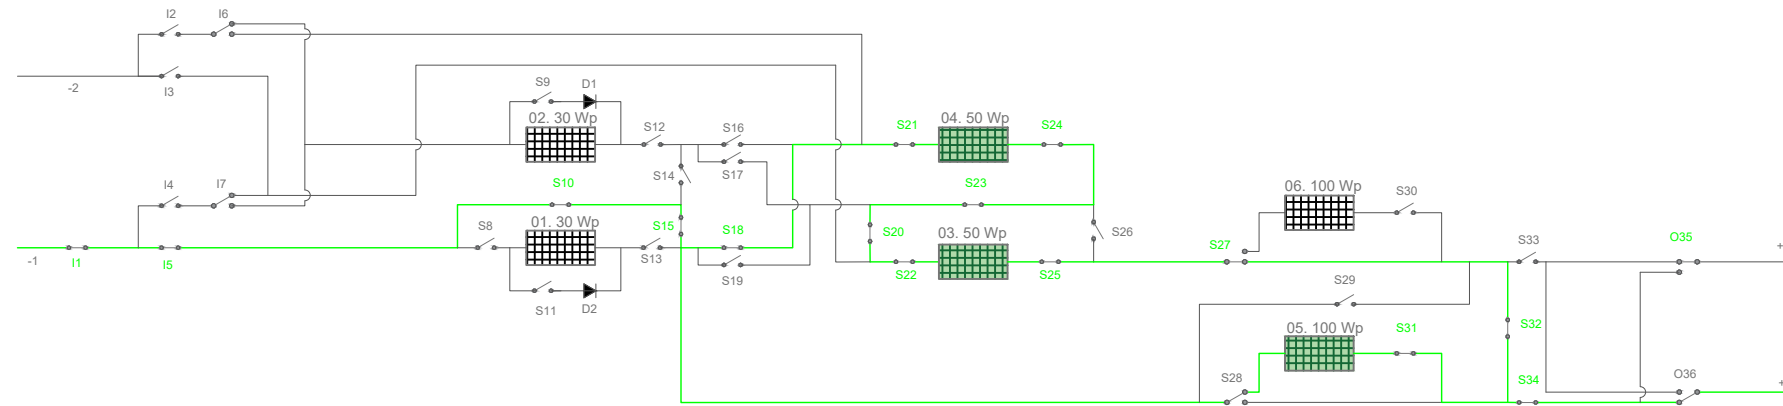 I2
I6
-2
I3
S9
D1
02. 30 Wp
S12
S16
S14
S17
S21
04. 50 Wp
S24
I4
I7
S10
S23
06. 100 Wp
S30
-1
I1
I5
S8
01. 30 Wp
S15
S13
S18
S19
S20
03. 50 Wp
S26
S22
S25
S27
S33
O35
+
S11
D2
S29
05. 100 Wp
S31
S32
S28
S34
O36
+